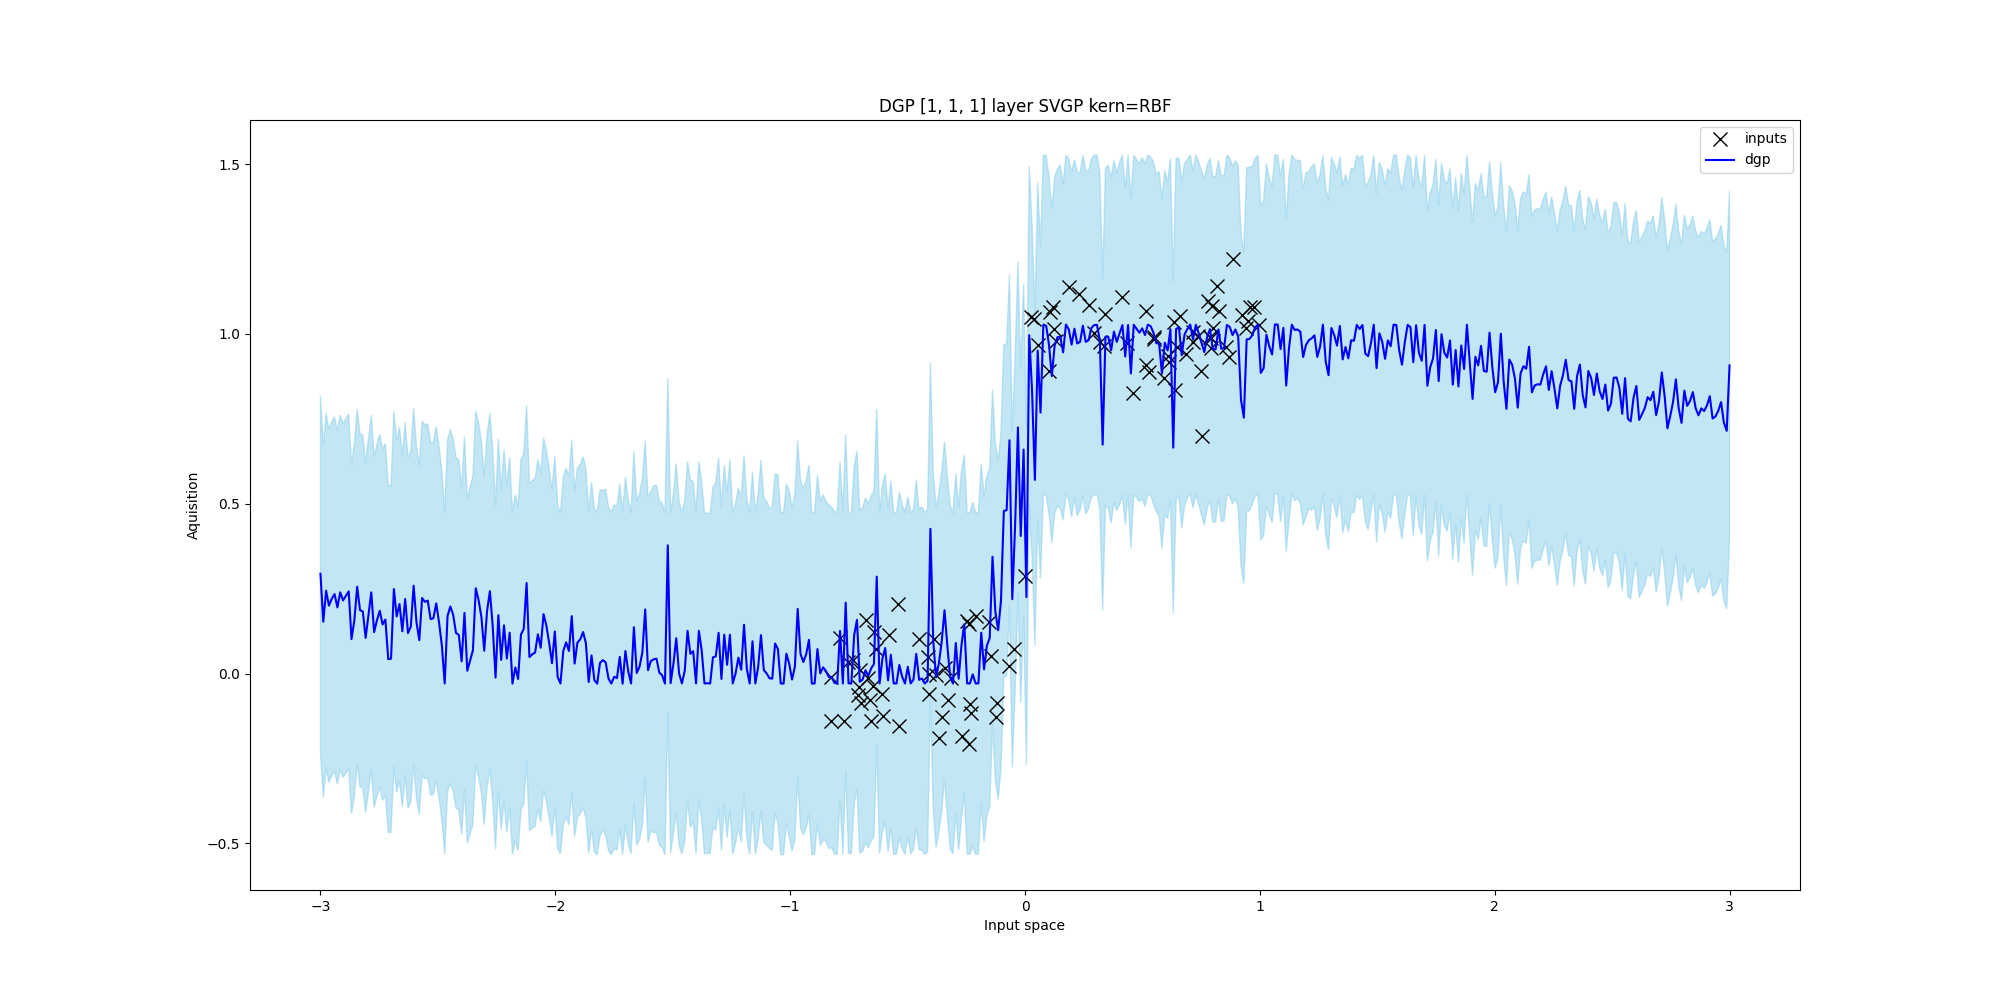 DGP [1, 1, 1] layer SVGP kern=RBF
inputs
dgp
1.5
1.0
0.5
0.0
−0.5
Aquisition
−3
−2
−1
0
1
2
3
Input space